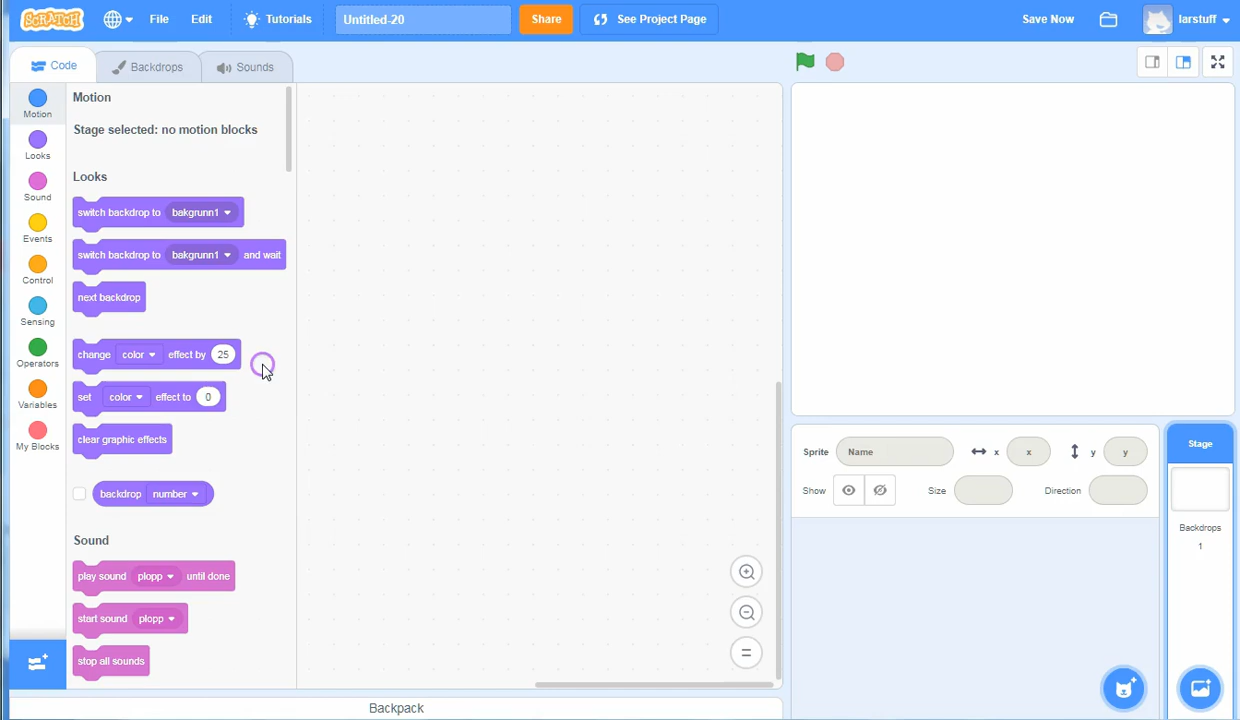 SCRATCH File Edit Tutorials Untitled-20 Share See Project Page Save Now larstuff
Code Backdrops Sounds
Motion
Looks
Sound
Events
Control
Sensing
Operators
Variables
My Blocks
Motion
Stage selected: no motion blocks
Looks
switch backdrop to bakgrunn1
switch backdrop to bakgrunn1 and wait
next backdrop
change color effect by 25
set color effect to 0
clear graphic effects
backdrop number
Sound
play sound plopp until done
start sound plopp
stop all sounds
Backpack
Sprite Name x x y y
Show Size Direction
Stage
Backdrops
1